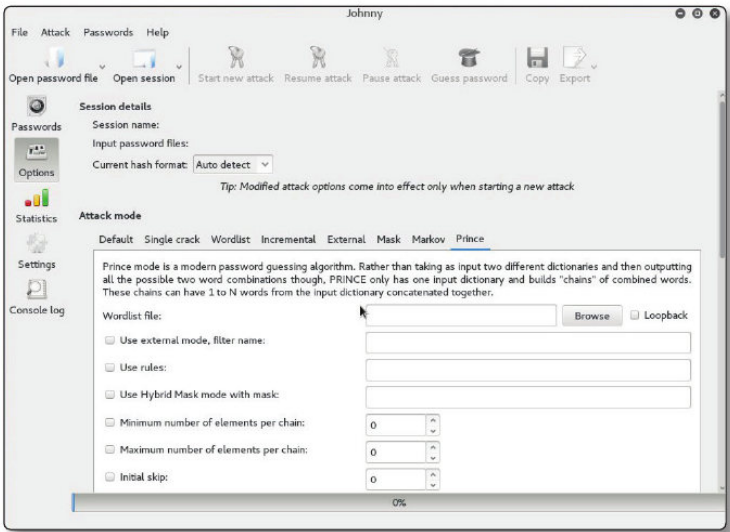 Johnny
File Attack Passwords Help
Open password file Open session Start new attack Resume attack Pause attack Guess password Copy Export
Passwords
Options
Statistics
Settings
Console log
Session details
Session name:
Input password files:
Current hash format: Auto detect
Tip: Modified attack options come into effect only when starting a new attack
Attack mode
Default Single crack Wordlist Incremental External Mask Markov Prince
Prince mode is a modern password guessing algorithm. Rather than taking as input two different dictionaries and then outputting
all the possible two word combinations though, PRINCE only has one input dictionary and builds "chains" of combined words.
These chains can have 1 to N words from the input dictionary concatenated together.
Wordlist file: Browse Loopback
Use external mode, filter name:
Use rules:
Use Hybrid Mask mode with mask:
Minimum number of elements per chain: 0
Maximum number of elements per chain: 0
Initial skip: 0
0%